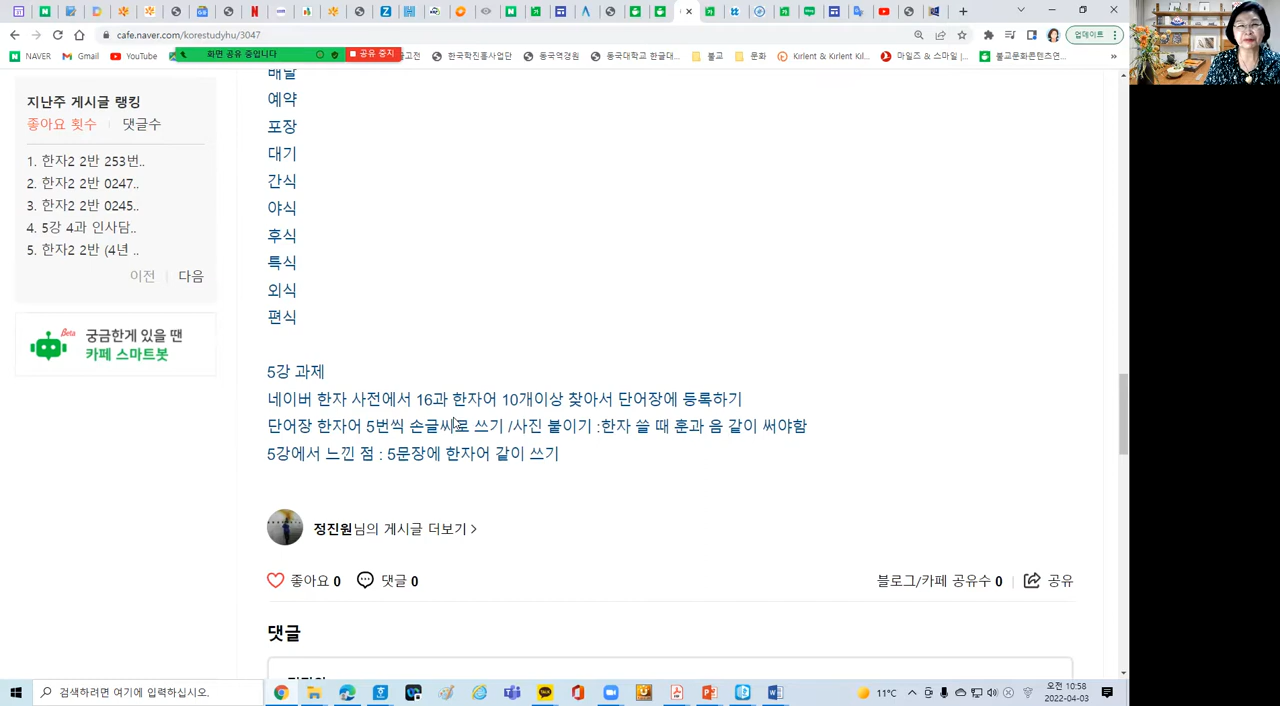 cafe.naver.com/korestudyhu/3047
업데이트
NAVER
Gmail
YouTube
화면 공유 중입니다
공유 중지
한국학진흥사업단
동국역경원
동국대학교 한글대...
불교
문화
Kirlent & Kirlent Kil...
마일즈 & 스마일 |...
불교문화콘텐츠연...
»
지난주 게시글 랭킹
좋아요 횟수
댓글수
1. 한자2 2반 253번..
2. 한자2 2반 0247..
3. 한자2 2반 0245..
4. 5강 4과 인사담..
5. 한자2 2반 (4년 ..
이전
다음
Beta
궁금한게 있을 땐
카페 스마트봇
배달
예약
포장
대기
간식
야식
후식
특식
외식
편식
5강 과제
네이버 한자 사전에서 16과 한자어 10개이상 찾아서 단어장에 등록하기
단어장 한자어 5번씩 손글씨로 쓰기 /사진 붙이기 :한자 쓸 때 훈과 음 같이 써야함
5강에서 느낀 점 : 5문장에 한자어 같이 쓰기
정진원님의 게시글 더보기 >
좋아요 0
댓글 0
블로그/카페 공유수 0
공유
댓글
검색하려면 여기에 입력하십시오.
11°C
오전 10:58
2022-04-03